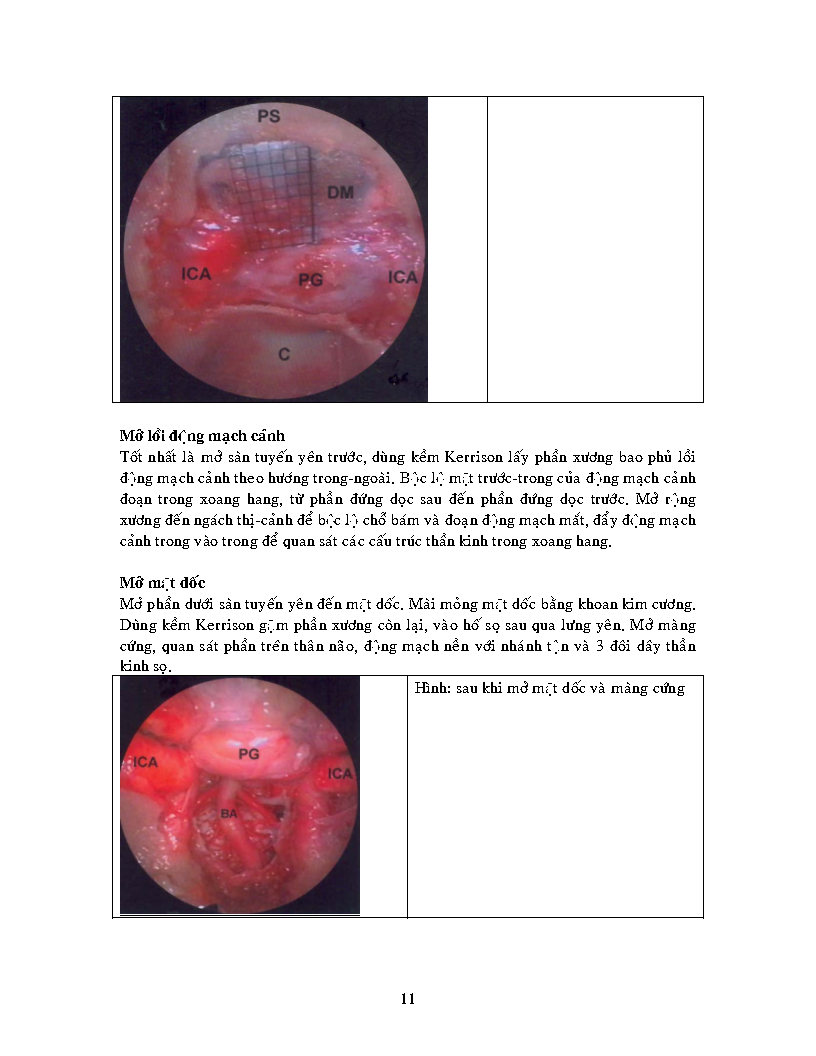 PS
DM
ICA
PG
ICA
C
Mở lồi động mạch cảnh
Tốt nhất là mở sàn tuyến yên trước, dùng kềm Kerrison lấy phần xương bao phủ lồi
động mạch cảnh theo hướng trong-ngoài. Bộc lộ mặt trước-trong của động mạch cảnh
đoạn trong xoang hang, từ phần đứng dọc sau đến phần đứng dọc trước. Mở rộng
xương đến ngách thị-cảnh để bộc lộ chỗ bám và đoạn động mạch mắt, đẩy động mạch
cảnh trong vào trong để quan sát các cấu trúc thần kinh trong xoang hang.
Mở mặt dốc
Mở phần dưới sàn tuyến yên đến mặt dốc. Mài mỏng mặt dốc bằng khoan kim cương.
Dùng kềm Kerrison gặm phần xương còn lại, vào hố sọ sau qua lưng yên. Mở màng
cứng, quan sát phần trên thân não, động mạch nền với nhánh tận và 3 đôi dây thần
kinh sọ.
Hình: sau khi mở mặt dốc và màng cứng
ICA
PG
ICA
BA
11